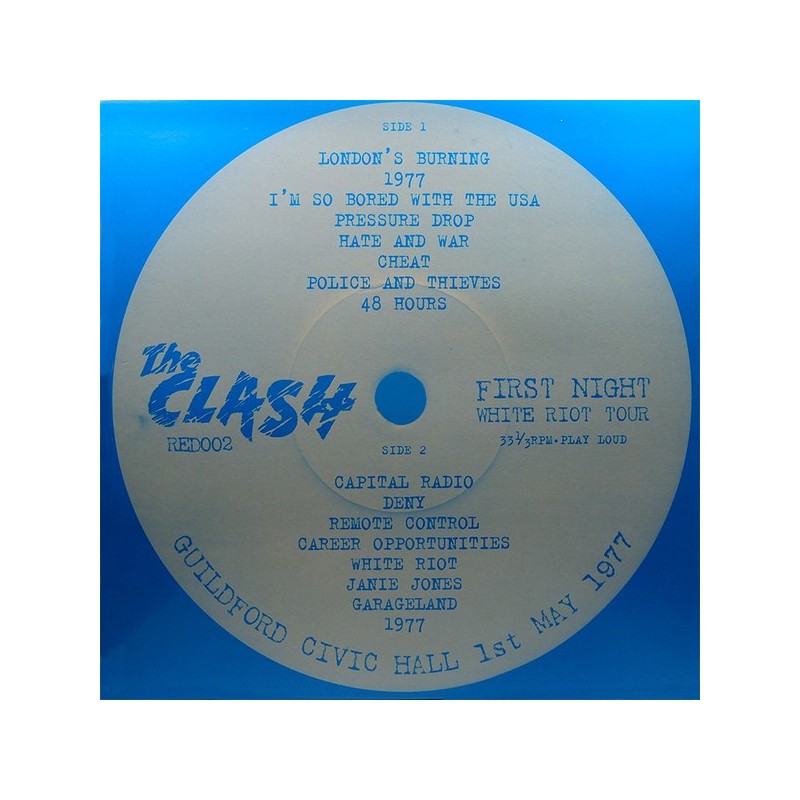 SIDE 1
LONDON'S BURNING
1977
I'M SO BORED WITH THE USA
PRESSURE DROP
HATE AND WAR
CHEAT
POLICE AND THIEVES
48 HOURS
The
CLASH
RED002
FIRST NIGHT
WHITE RIOT TOUR
33⅓RPM•PLAY LOUD
SIDE 2
CAPITAL RADIO
DENY
REMOTE CONTROL
CAREER OPPORTUNITIES
WHITE RIOT
JANIE JONES
GARAGELAND
1977
GUILDFORD CIVIC HALL 1st MAY 1977